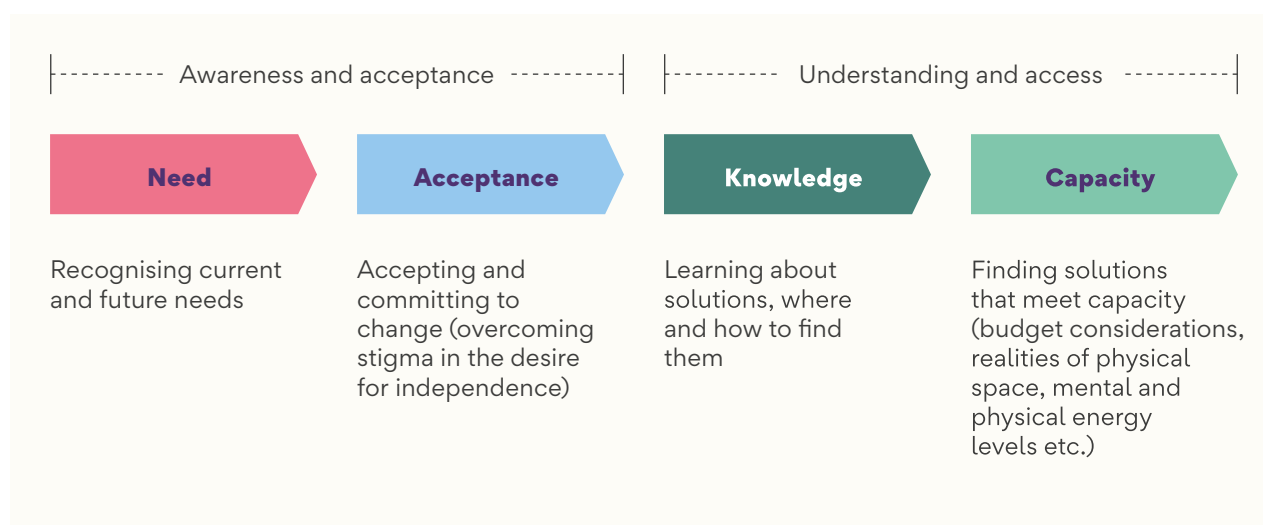 Awareness and acceptance
Understanding and access
Need
Acceptance
Knowledge
Capacity
Recognising current
and future needs
Accepting and
committing to
change (overcoming
stigma in the desire
for independence)
Learning about
solutions, where
and how to find
them
Finding solutions
that meet capacity
(budget considerations,
realities of physical
space, mental and
physical energy
levels etc.)